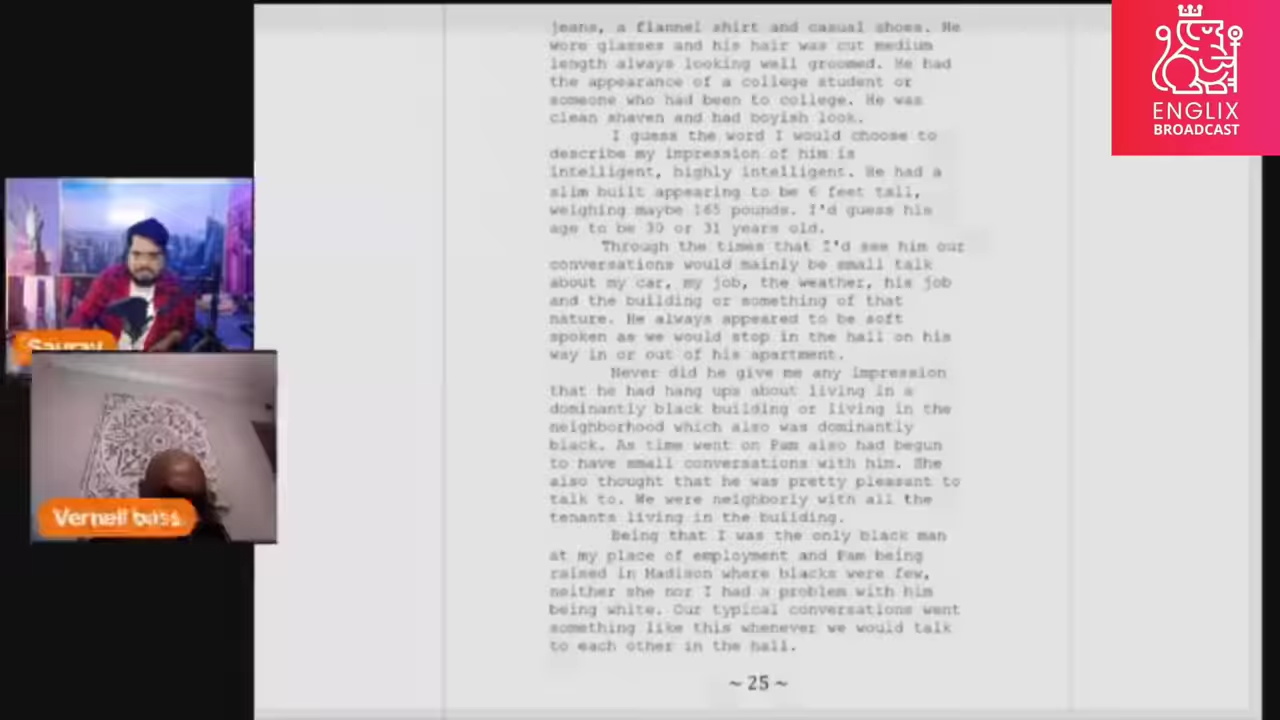 jeans, a flannel shirt and casual shoes. He
wore glasses and his hair was cut medium
length always looking well groomed. He had
the appearance of a college student or
someone who had been to college. He was
clean shaven and had boyish look.
I guess the word I would choose to
describe my impression of him is
intelligent, highly intelligent. He had a
slim built appearing to be 6 feet tall,
weighing maybe 165 pounds. I'd guess his
age to be 30 or 31 years old.
Through the times that I'd see him our
conversations would mainly be small talk
about my car, my job, the weather, his job
and the building or something of that
nature. He always appeared to be soft
spoken as we would stop in the hall on his
way in or out of his apartment.
Never did he give me any impression
that he had hang ups about living in a
dominantly black building or living in the
neighborhood which also was dominantly
black. As time went on Pam also had begun
to have small conversations with him. She
also thought that he was pretty pleasant to
talk to. We were neighborly with all the
tenants living in the building.
Being that I was the only black man
at my place of employment and Pam being
raised in Madison where blacks were few,
neither she nor I had a problem with him
being white. Our typical conversations went
something like this whenever we would talk
to each other in the hall.
~ 25 ~
ENGLIX
BROADCAST
Saurav
Vernell bass